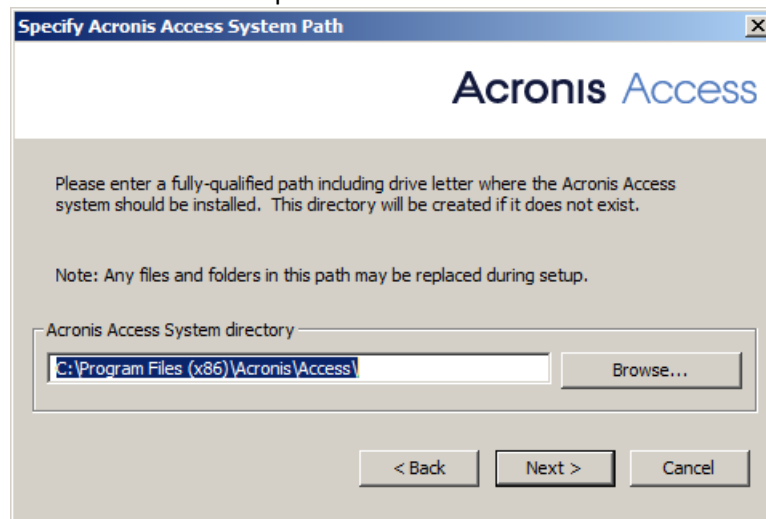 Specify Acronis Access System Path
Acronis Access
Please enter a fully-qualified path including drive letter where the Acronis Access
system should be installed. This directory will be created if it does not exist.
Note: Any files and folders in this path may be replaced during setup.
Acronis Access System directory
C:\Program Files (x86)\Acronis\Access\
Browse...
< Back
Next >
Cancel